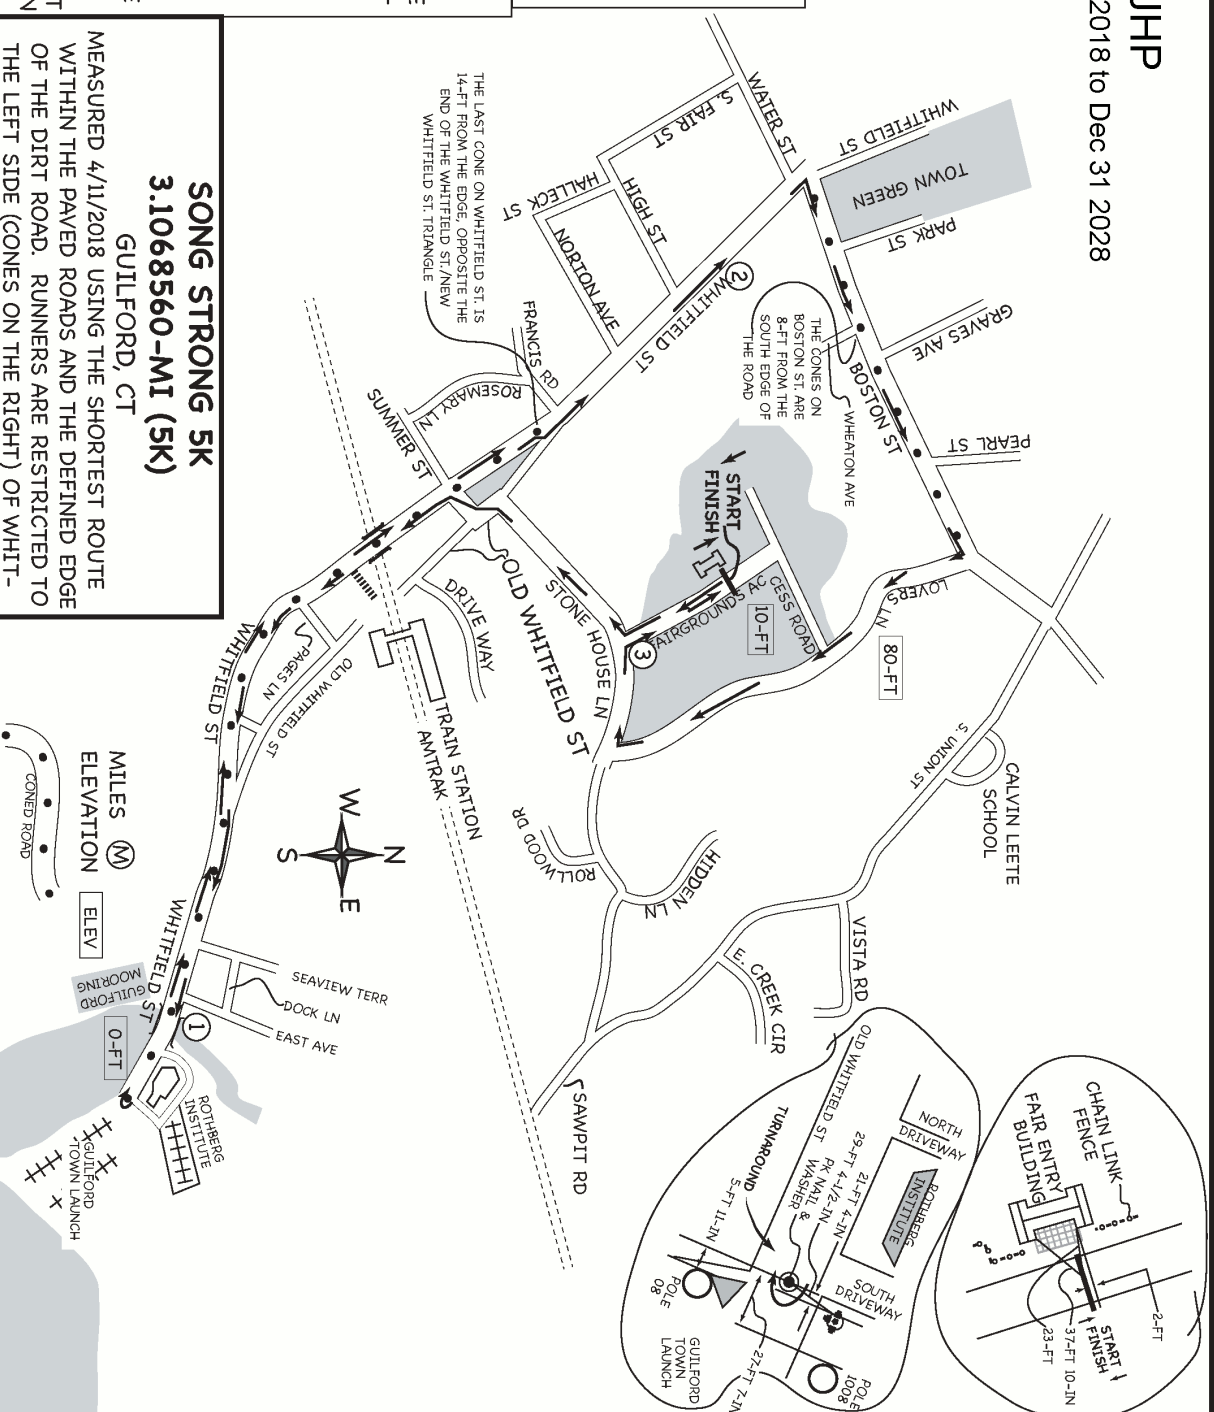 UHP
2018 to Dec 31 2028
SONG STRONG 5K
3.1068560-MI (5K)
GUILFORD, CT
MEASURED 4/11/2018 USING THE SHORTEST ROUTE
WITHIN THE PAVED ROADS AND THE DEFINED EDGE
OF THE DIRT ROAD. RUNNERS ARE RESTRICTED TO
THE LEFT SIDE (CONES ON THE RIGHT) OF WHIT-
THE LAST CONE ON WHITFIELD ST. IS
14-FT FROM THE EDGE, OPPOSITE THE
END OF THE WHITFIELD ST./NEW
WHITFIELD ST. TRIANGLE
WATER ST
S. FAIR ST
HALLECK ST
HIGH ST
NORTON AVE
WHITFIELD ST
TOWN GREEN
PARK ST
GRAVES AVE
PEARL ST
BOSTON ST
WHEATON AVE
THE CONES ON
BOSTON ST. ARE
8-FT FROM THE
SOUTH EDGE OF
THE ROAD
2
WHITFIELD ST
FRANCIS RD
ROSEMARY LN
SUMMER ST
START
FINISH
FAIRGROUNDS ACCESS ROAD
10-FT
3
LOVERS LN
80-FT
STONE HOUSE LN
OLD WHITFIELD ST
DRIVE WAY
TRAIN STATION
AMTRAK
PAGES LN
OLD WHITFIELD ST
WHITFIELD ST
S. UNION ST
CALVIN LEETE
SCHOOL
ROLLWOOD DR
HIDDEN LN
VISTA RD
E. CREEK CIR
SAWPIT RD
N
S
E
W
MILES M
ELEVATION ELEV
CONED ROAD
WHITFIELD ST
GUILFORD
MOORING
0-FT
1
SEAVIEW TERR
DOCK LN
EAST AVE
ROTHBERG
INSTITUTE
GUILFORD
TOWN LAUNCH
OLD WHITFIELD ST
NORTH
DRIVEWAY
ROTHBERG
INSTITUTE
21-FT 4-IN
29-FT 4-1/2-IN
PK NAIL &
WASHER
TURNAROUND
5-FT 11-IN
SOUTH
DRIVEWAY
POLE
08
27-FT 7-IN
GUILFORD
TOWN
LAUNCH
POLE
1008
CHAIN LINK
FENCE
FAIR ENTRY
BUILDING
2-FT
START
FINISH
37-FT 10-IN
23-FT